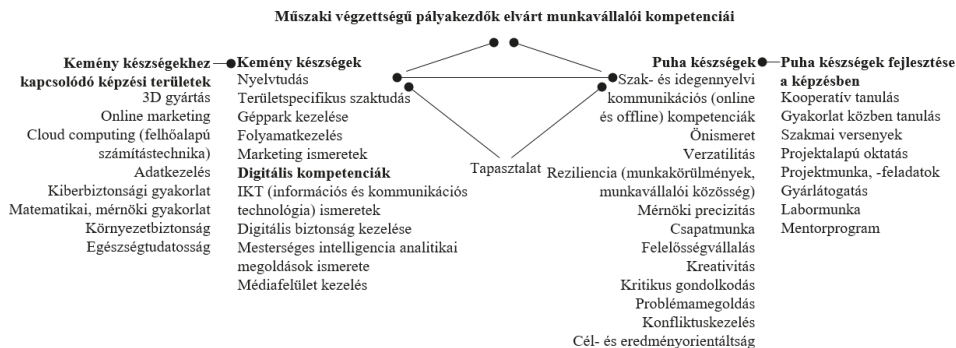 Műszaki végzettségű pályakezdők elvárt munkavállalói kompetenciái
Kemény készségekhez
kapcsolódó képzési területek
3D gyártás
Online marketing
Cloud computing (felhőalapú
számítástechnika)
Adatkezelés
Kiberbiztonsági gyakorlat
Matematikai, mérnöki gyakorlat
Környezetbiztonság
Egészségtudatosság
Kemény készségek
Nyelvtudás
Területspecifikus szaktudás
Géppark kezelése
Folyamatkezelés
Marketing ismeretek
Digitális kompetenciák
IKT (információs és kommunikációs
technológia) ismeretek
Digitális biztonság kezelése
Mesterséges intelligencia analitikai
megoldások ismerete
Médiafelület kezelés
Tapasztalat
Puha készségek
Szak- és idegennyelvi
kommunikációs (online
és offline) kompetenciák
Önismeret
Verzatilitás
Reziliencia (munkakörülmények,
munkavállalói közösség)
Mérnöki precizitás
Csapatmunka
Felelősségvállalás
Kreativitás
Kritikus gondolkodás
Problémamegoldás
Konfliktuskezelés
Cél- és eredményorientáltság
Puha készségek fejlesztése
a képzésben
Kooperatív tanulás
Gyakorlat közben tanulás
Szakmai versenyek
Projektalapú oktatás
Projektmunka, -feladatok
Gyárlátogatás
Labormunka
Mentorprogram